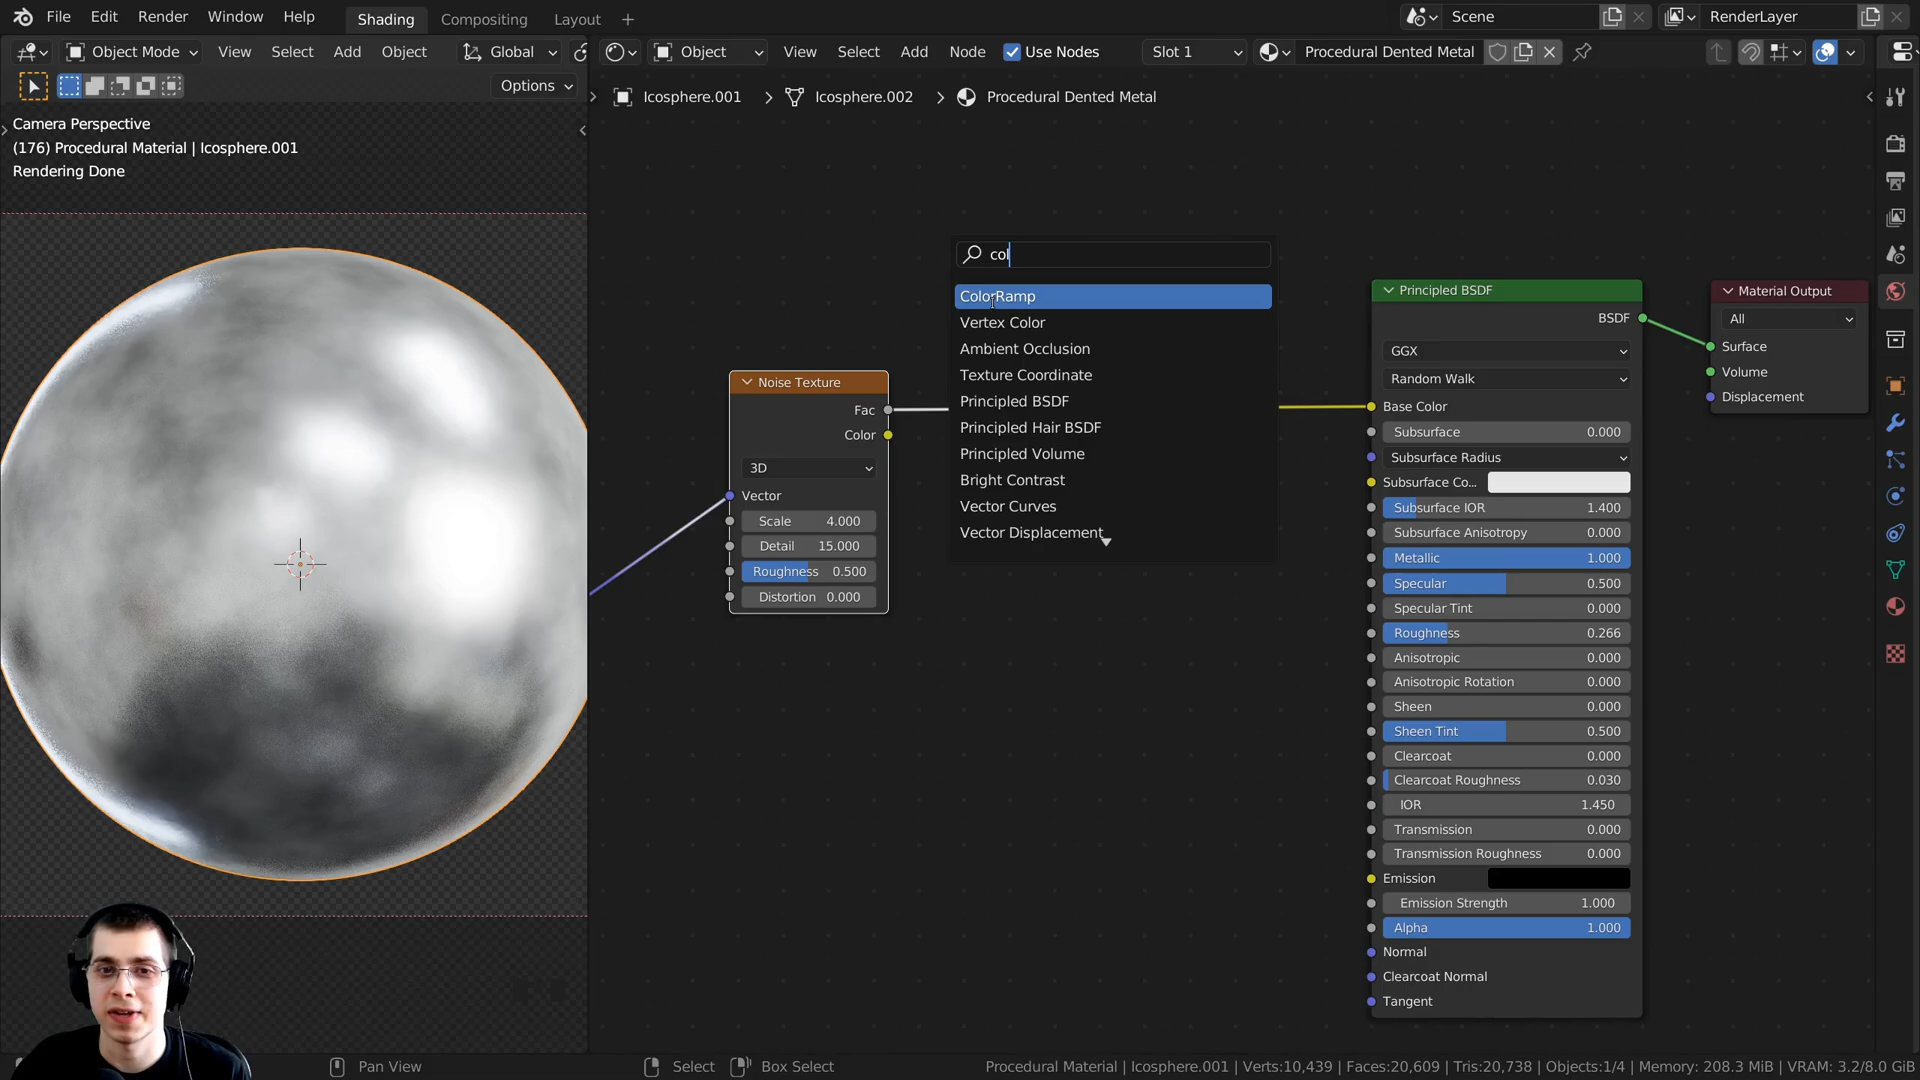 File Edit Render Window Help Shading Compositing Layout + Scene RenderLayer
Object Mode View Select Add Object Global Object View Select Add Node Use Nodes Slot 1 Procedural Dented Metal
Options
Icosphere.001 > Icosphere.002 > Procedural Dented Metal
Camera Perspective
(176) Procedural Material | Icosphere.001
Rendering Done
col
ColorRamp
Vertex Color
Ambient Occlusion
Texture Coordinate
Principled BSDF
Principled Hair BSDF
Principled Volume
Bright Contrast
Vector Curves
Vector Displacement
Noise Texture
Fac
Color
3D
Vector
Scale 4.000
Detail 15.000
Roughness 0.500
Distortion 0.000
Principled BSDF
BSDF
GGX
Random Walk
Base Color
Subsurface 0.000
Subsurface Radius
Subsurface Co...
Subsurface IOR 1.400
Subsurface Anisotropy 0.000
Metallic 1.000
Specular 0.500
Specular Tint 0.000
Roughness 0.266
Anisotropic 0.000
Anisotropic Rotation 0.000
Sheen 0.000
Sheen Tint 0.500
Clearcoat 0.000
Clearcoat Roughness 0.030
IOR 1.450
Transmission 0.000
Transmission Roughness 0.000
Emission
Emission Strength 1.000
Alpha 1.000
Normal
Clearcoat Normal
Tangent
Material Output
All
Surface
Volume
Displacement
Pan View Select Box Select Procedural Material | Icosphere.001 | Verts:10,439 | Faces:20,609 | Tris:20,738 | Objects:1/4 | Memory: 208.3 MiB | VRAM: 3.2/8.0 GiB